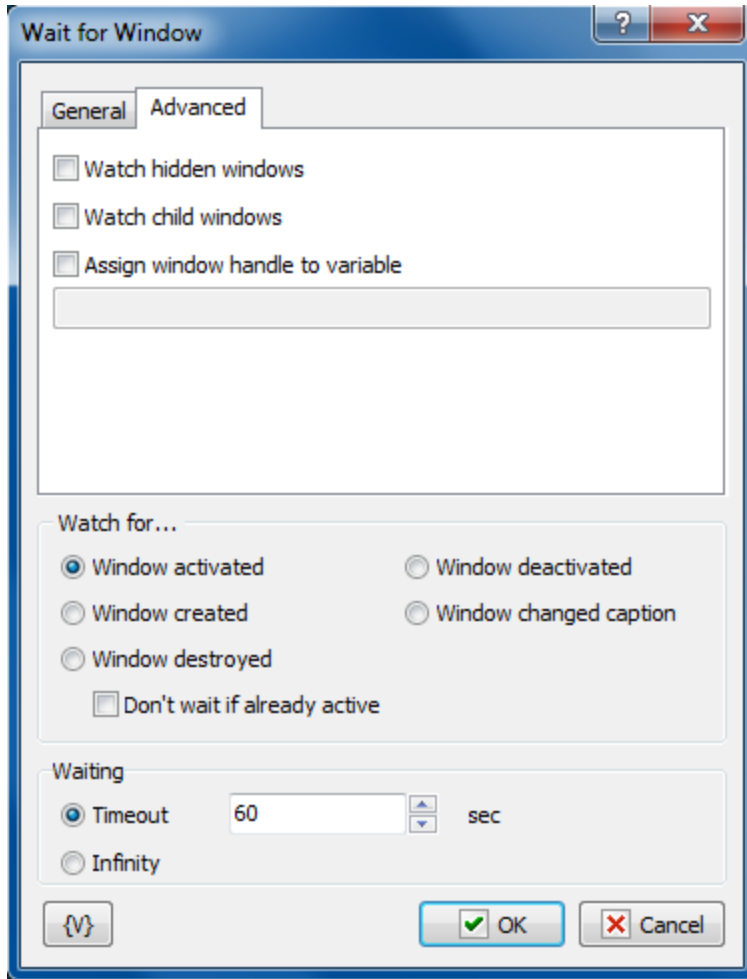 Wait for Window
?
General Advanced
Watch hidden windows
Watch child windows
Assign window handle to variable
Watch for...
Window activated Window deactivated
Window created Window changed caption
Window destroyed
Don't wait if already active
Waiting
Timeout 60 sec
Infinity
{V} OK Cancel